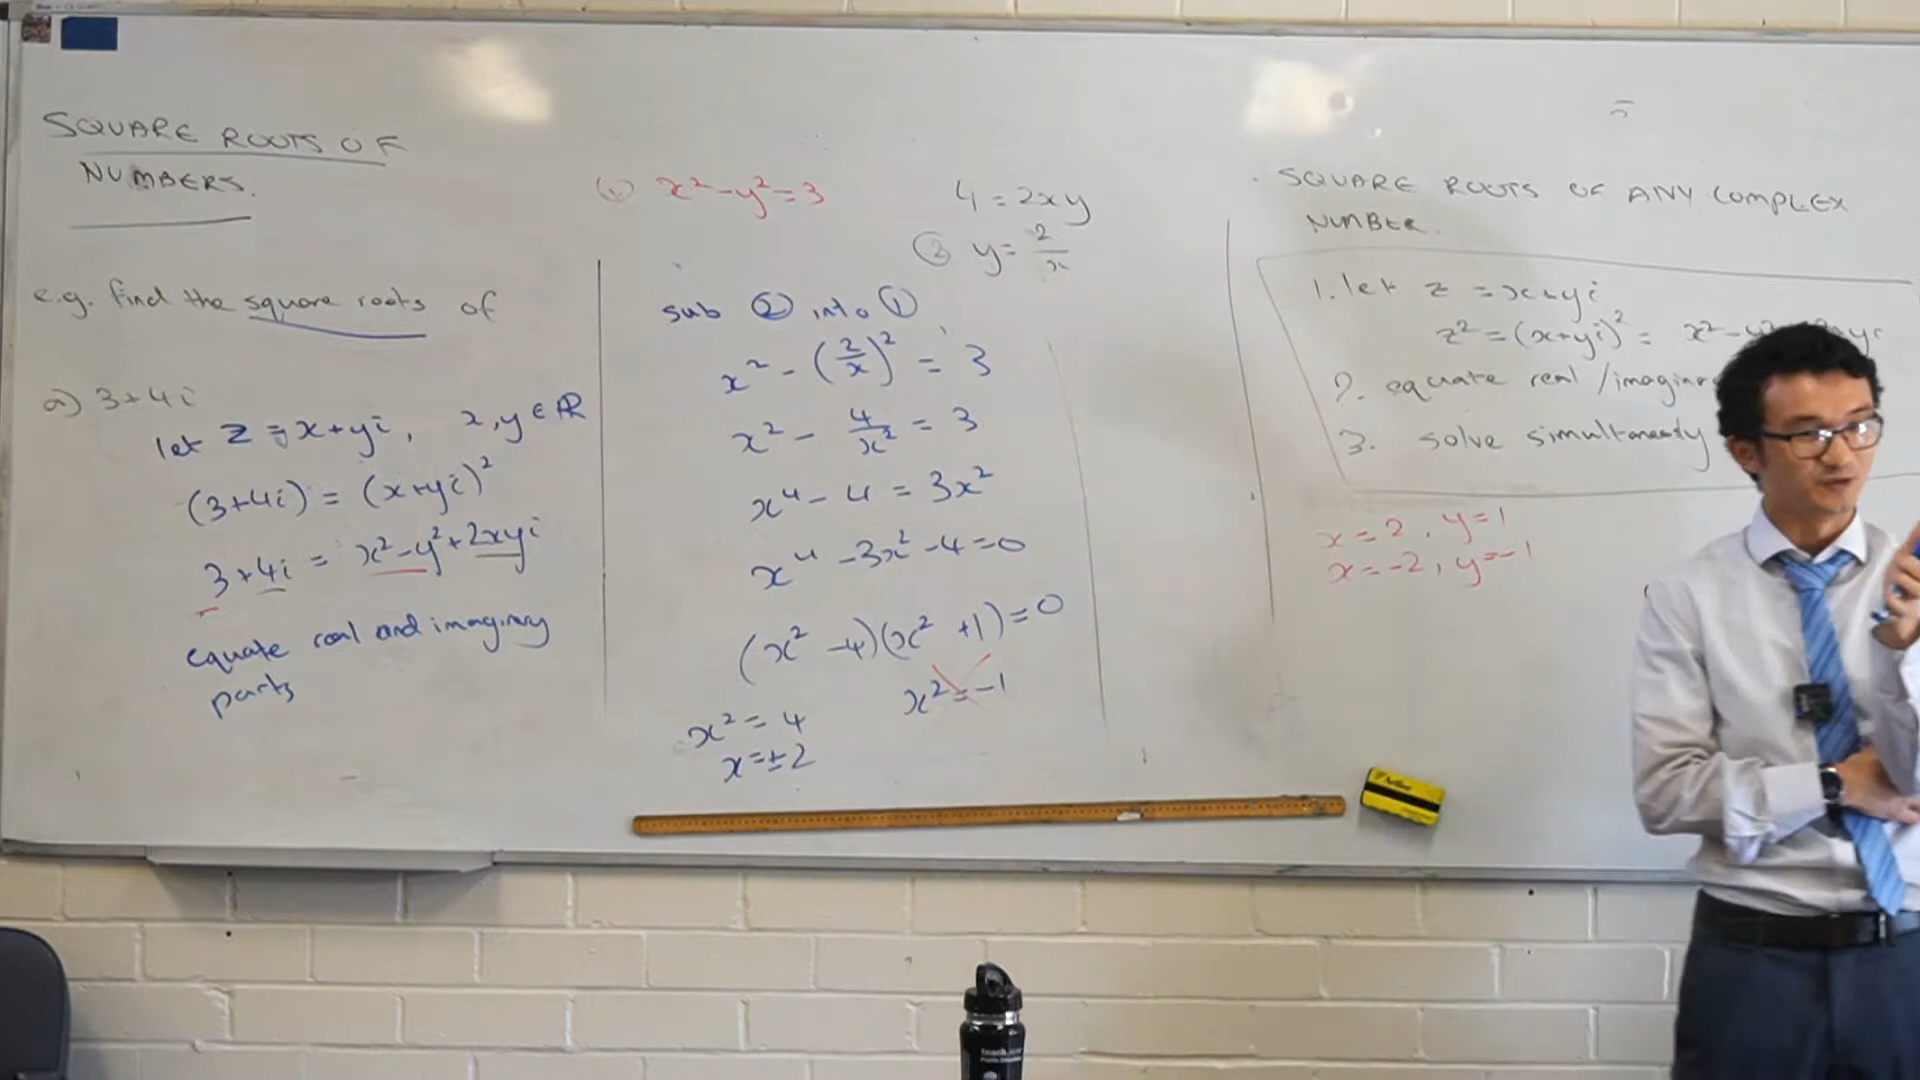 SQUARE ROOTS OF
NUMBERS.
e.g. find the square roots of
a) 3+4i
let z = x+yi, x,y ∈ ℝ
(3+4i) = (x+yi)²
3+4i = x²-y²+2xyi
equate real and imaginary
parts
① x²-y²=3
4=2xy
② y= 2/x
sub ② into ①
x² - (2/x)² = 3
x² - 4/x² = 3
x⁴ - 4 = 3x²
x⁴ -3x² -4=0
(x² -4)(x² +1)=0
x²=-1
x² = 4
x=±2
SQUARE ROOTS OF ANY COMPLEX
NUMBER.
1. let z = x+yi
z² = (x+yi)² = x²-y²
2. equate real /imaginary
3. solve simultaneously
x=2, y=1
x=-2, y=-1